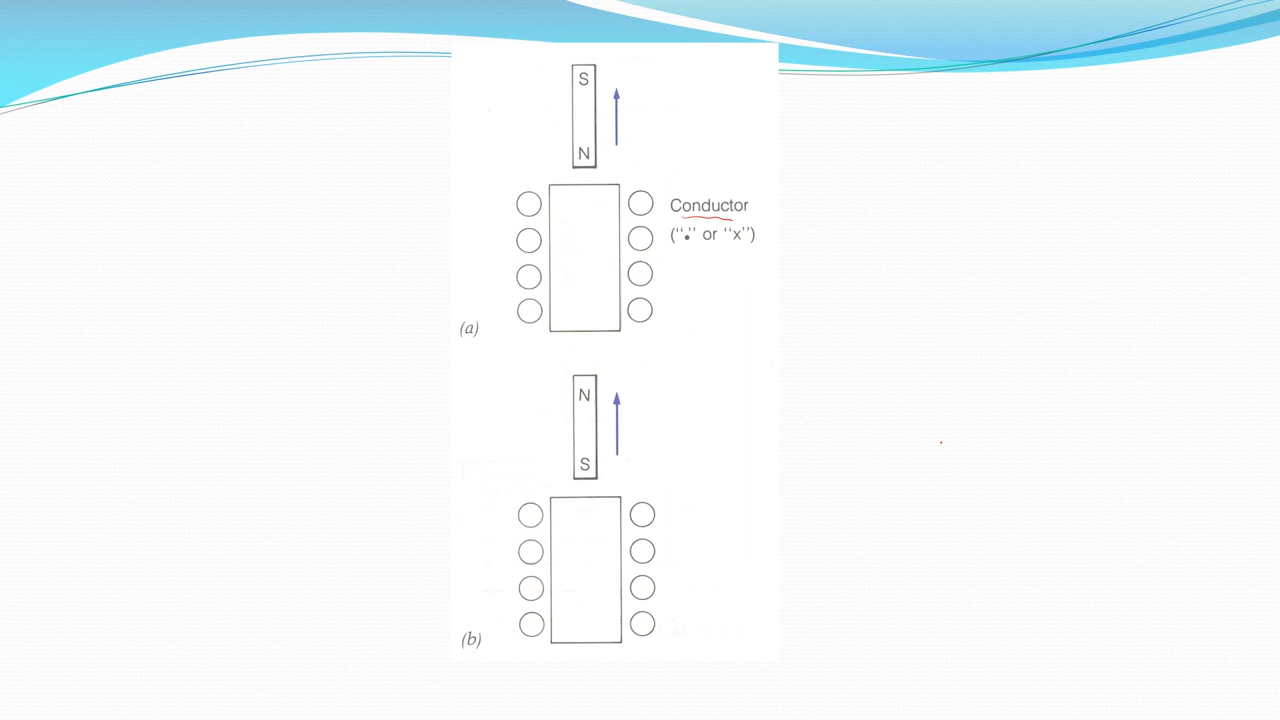 S
N
Conductor
(“•” or “x”)
(a)
N
S
(b)